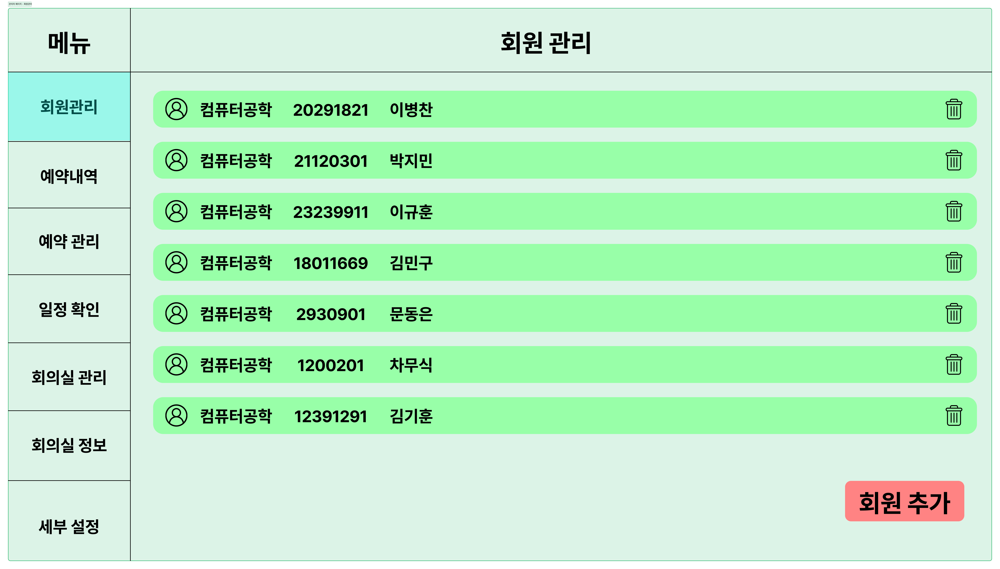 관리자 페이지 - 회원관리
메뉴
회원 관리
회원관리
예약내역
예약 관리
일정 확인
회의실 관리
회의실 정보
세부 설정
컴퓨터공학 20291821 이병찬
컴퓨터공학 21120301 박지민
컴퓨터공학 23239911 이규훈
컴퓨터공학 18011669 김민구
컴퓨터공학 2930901 문동은
컴퓨터공학 1200201 차무식
컴퓨터공학 12391291 김기훈
회원 추가